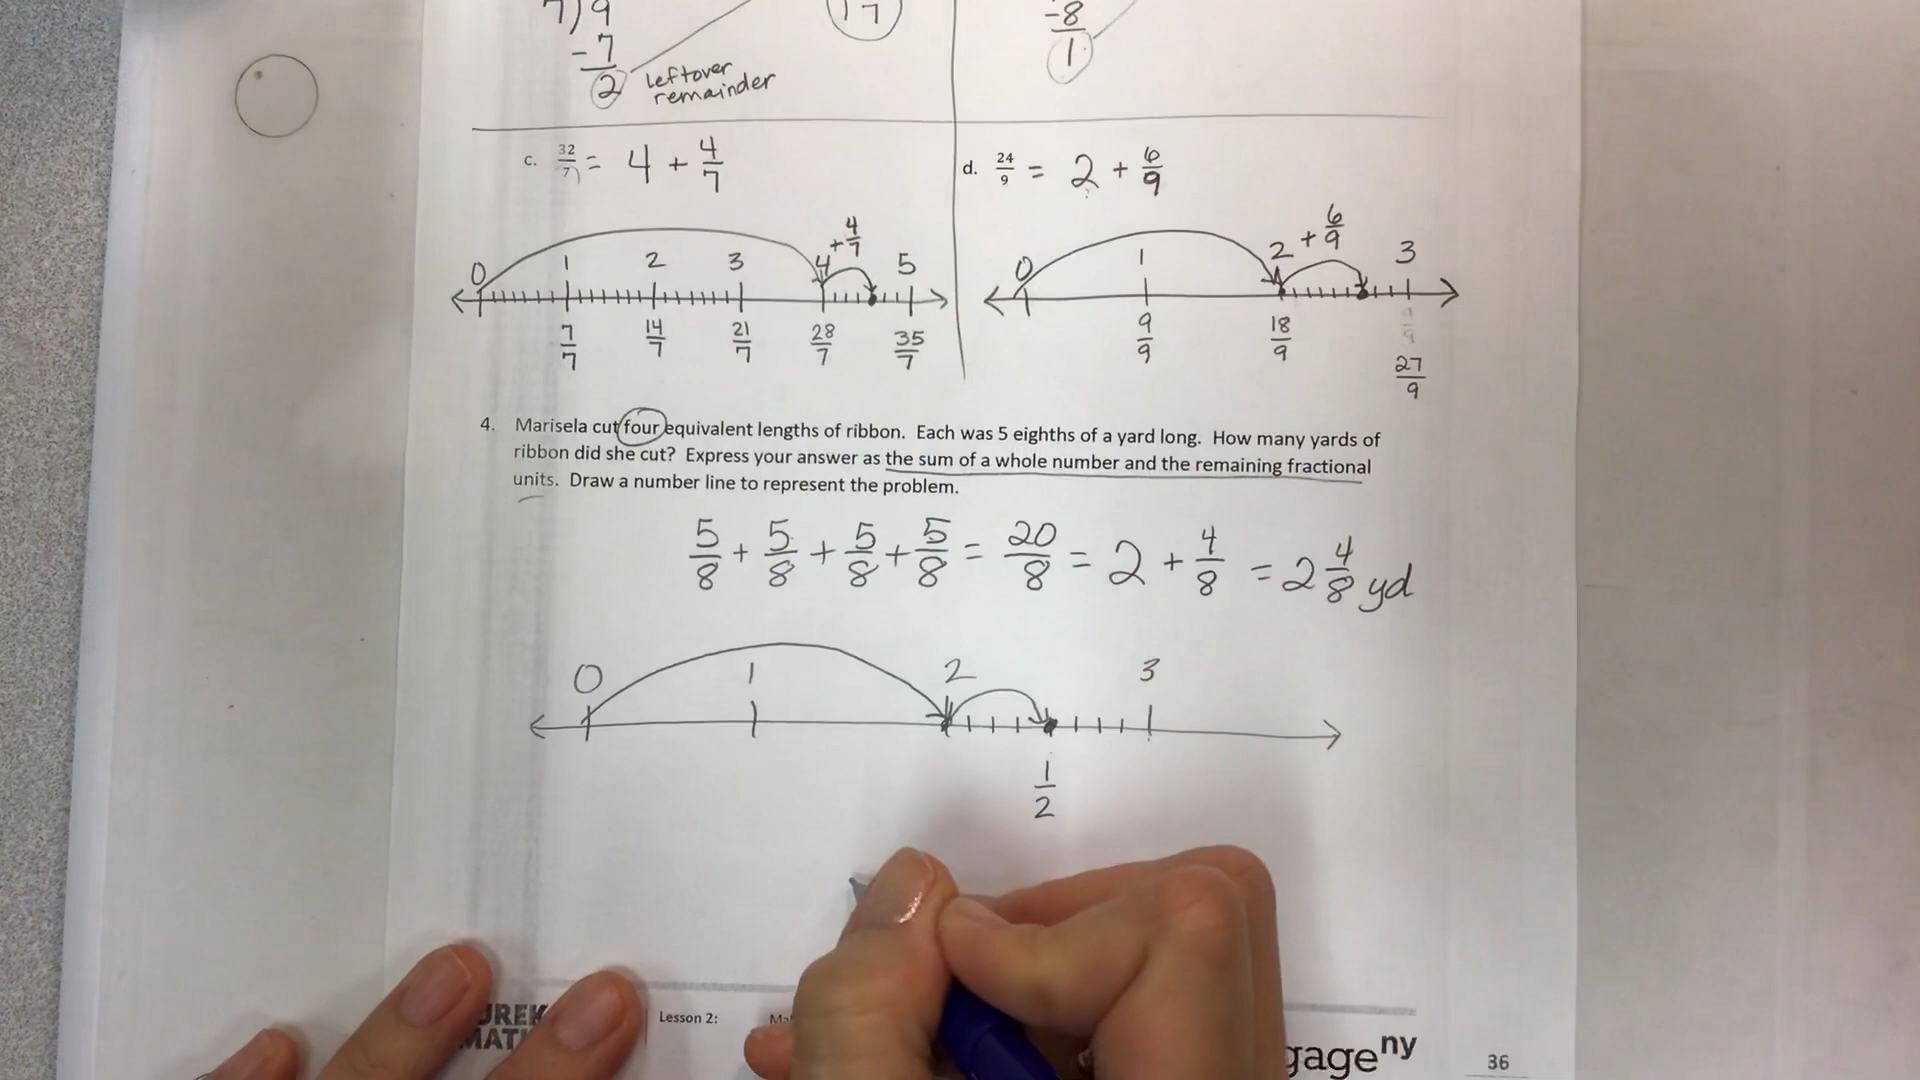 7)9
-7
2 leftover
remainder
17
-8
1
c. 32/7 = 4 + 4/7
0 1 2 3 4 +4/7 5
7/7 14/7 21/7 28/7 35/7
d. 24/9 = 2 + 6/9
0 1 2 +6/9 3
9/9 18/9 27/9
4. Marisela cut four equivalent lengths of ribbon. Each was 5 eighths of a yard long. How many yards of
ribbon did she cut? Express your answer as the sum of a whole number and the remaining fractional
units. Draw a number line to represent the problem.
5/8 + 5/8 + 5/8 + 5/8 = 20/8 = 2 + 4/8 = 2 4/8 yd
0 1 2 3
1/2
Lesson 2:
ny
36